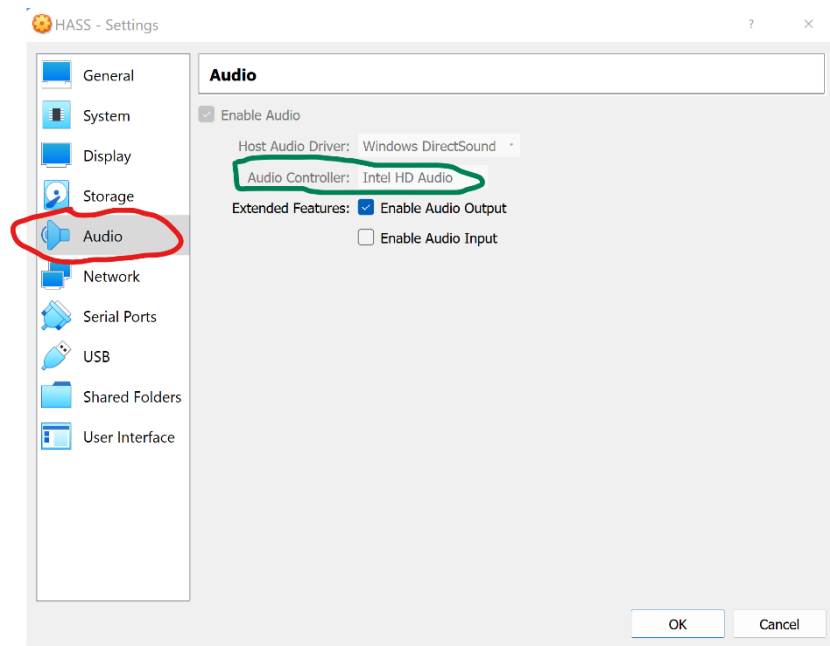 HASS - Settings
General
System
Display
Storage
Audio
Network
Serial Ports
USB
Shared Folders
User Interface
Audio
Enable Audio
Host Audio Driver: Windows DirectSound
Audio Controller: Intel HD Audio
Extended Features: Enable Audio Output
Enable Audio Input
OK Cancel